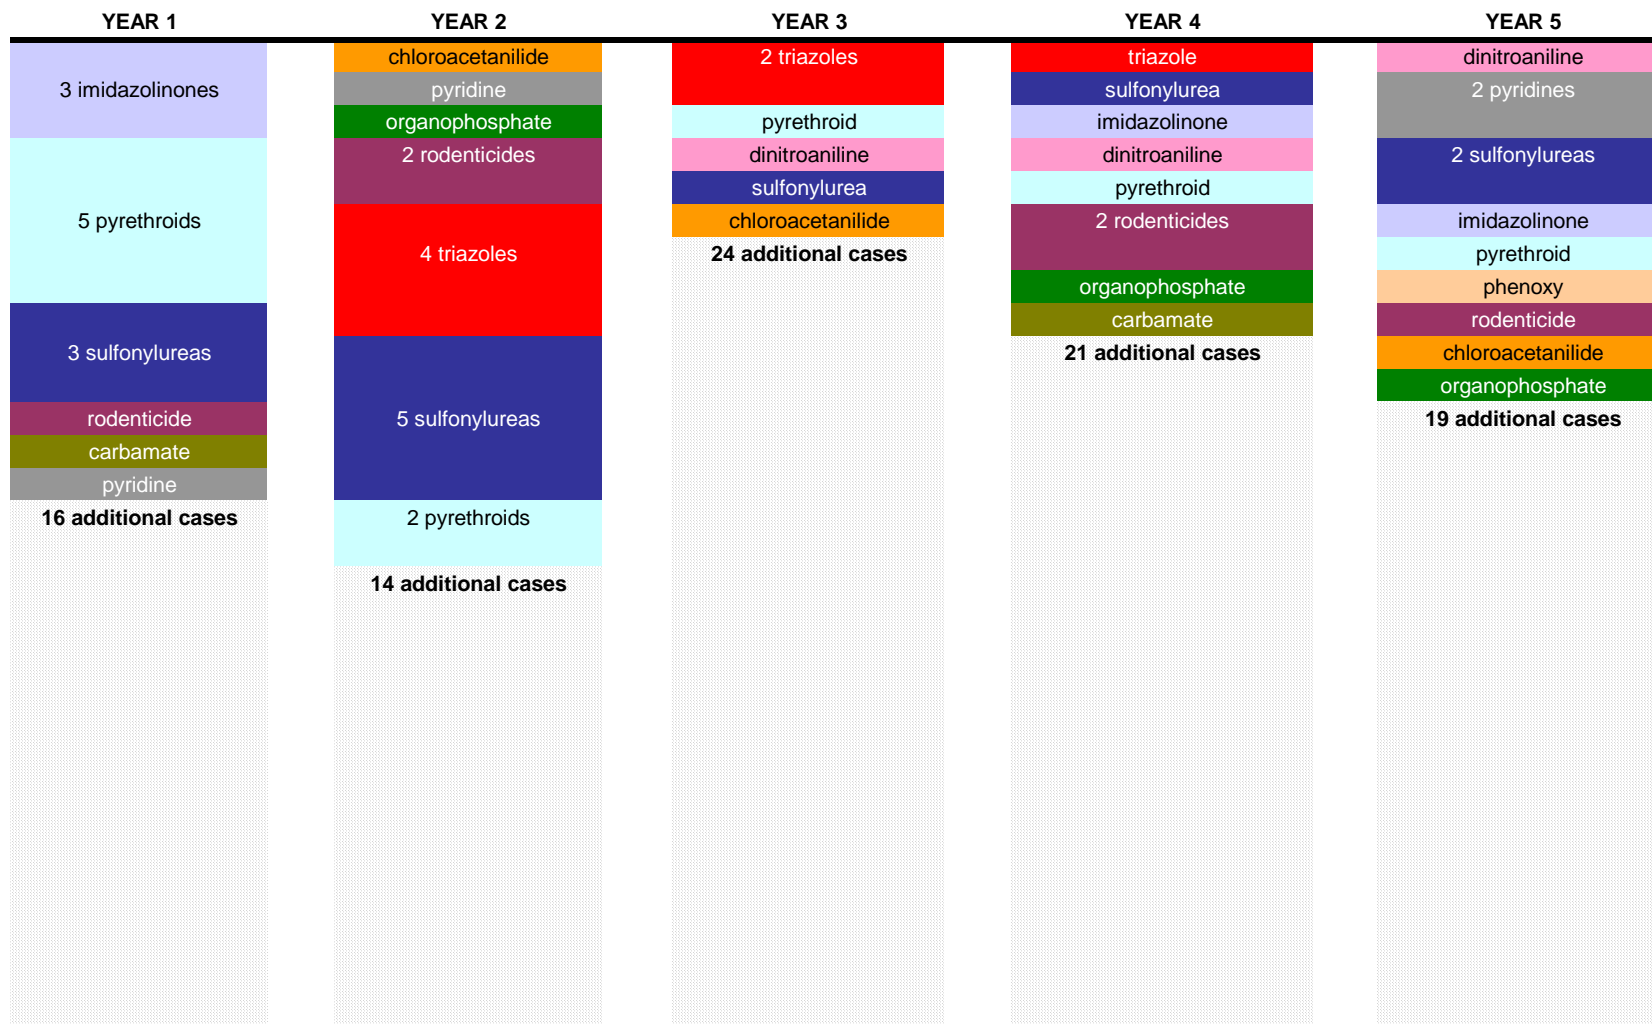 YEAR 1
3 imidazolinones
5 pyrethroids
3 sulfonylureas
rodenticide
carbamate
pyridine
16 additional cases
YEAR 2
chloroacetanilide
pyridine
organophosphate
2 rodenticides
4 triazoles
5 sulfonylureas
2 pyrethroids
14 additional cases
YEAR 3
2 triazoles
pyrethroid
dinitroaniline
sulfonylurea
chloroacetanilide
24 additional cases
YEAR 4
triazole
sulfonylurea
imidazolinone
dinitroaniline
pyrethroid
2 rodenticides
organophosphate
carbamate
21 additional cases
YEAR 5
dinitroaniline
2 pyridines
2 sulfonylureas
imidazolinone
pyrethroid
phenoxy
rodenticide
chloroacetanilide
organophosphate
19 additional cases